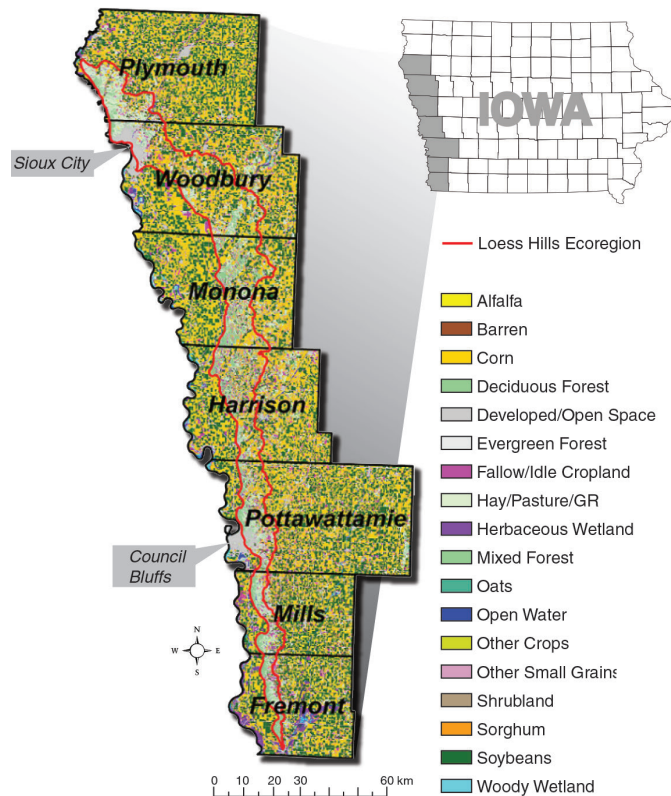 Plymouth
Sioux City
Woodbury
Monona
Harrison
Pottawattamie
Council
Bluffs
Mills
Fremont
N
W
E
S
0 10 20 30 40 60 km
IOWA
Loess Hills Ecoregion
Alfalfa
Barren
Corn
Deciduous Forest
Developed/Open Space
Evergreen Forest
Fallow/Idle Cropland
Hay/Pasture/GR
Herbaceous Wetland
Mixed Forest
Oats
Open Water
Other Crops
Other Small Grains
Shrubland
Sorghum
Soybeans
Woody Wetland